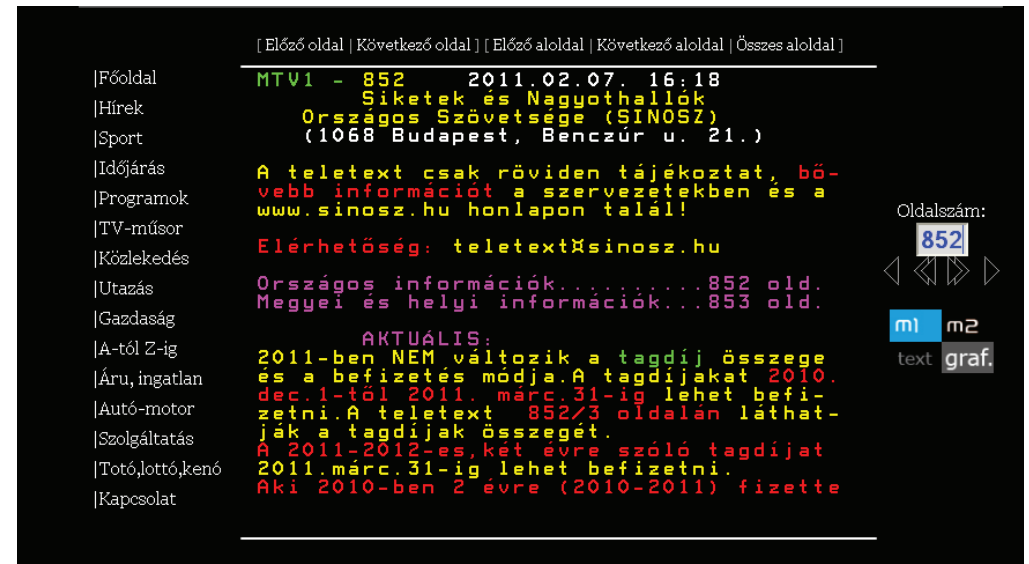 [ Előző oldal | Következő oldal ] [ Előző aloldal | Következő aloldal | Összes aloldal ]
|Főoldal
|Hírek
|Sport
|Időjárás
|Programok
|TV-műsor
|Közlekedés
|Utazás
|Gazdaság
|A-tól Z-ig
|Áru, ingatlan
|Autó-motor
|Szolgáltatás
|Totó,lottó,kenó
|Kapcsolat
MTV1 - 852 2011.02.07. 16:18
Siketek és Nagyothallók
Országos Szövetsége (SINOSZ)
(1068 Budapest, Benczúr u. 21.)
A teletext csak röviden tájékoztat, bő-
vebb információt a szervezetekben és a
www.sinosz.hu honlapon talál!
Elérhetőség: teletext¤sinosz.hu
Országos információk..........852 old.
Megyei és helyi információk...853 old.
AKTUÁLIS:
2011-ben NEM változik a tagdíj összege
és a befizetés módja.A tagdíjakat 2010.
dec.1-től 2011. márc.31-ig lehet befi-
zetni.A teletext 852/3 oldalán láthat-
ják a tagdíjak összegét.
A 2011-2012-es,két évre szóló tagdíjat
2011.márc.31-ig lehet befizetni.
Aki 2010-ben 2 évre (2010-2011) fizette
Oldalszám:
852
m1 m2
text graf.